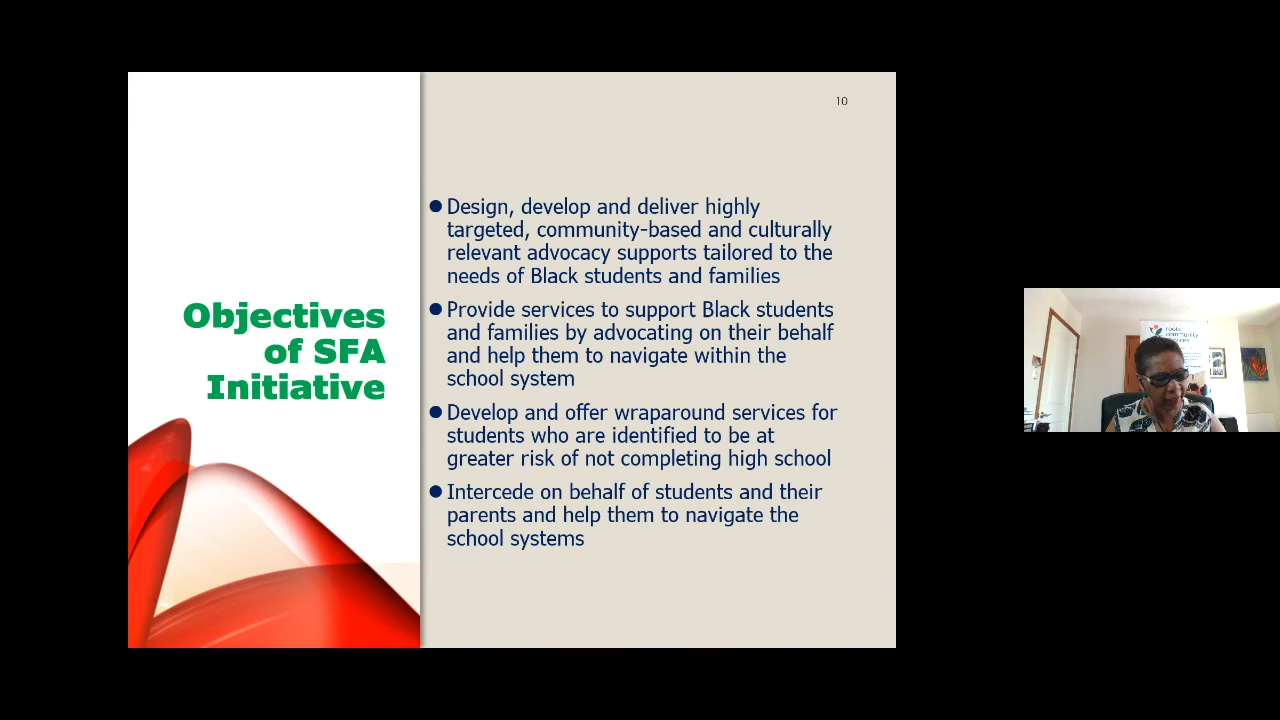 10
Objectives
of SFA
Initiative
● Design, develop and deliver highly
targeted, community-based and culturally
relevant advocacy supports tailored to the
needs of Black students and families
● Provide services to support Black students
and families by advocating on their behalf
and help them to navigate within the
school system
● Develop and offer wraparound services for
students who are identified to be at
greater risk of not completing high school
● Intercede on behalf of students and their
parents and help them to navigate the
school systems
roots
community